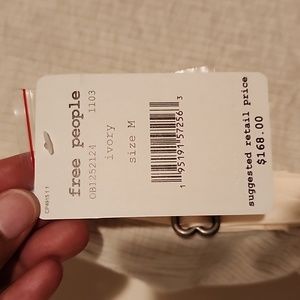 free people
OB1252124 1103
ivory
size M
1 95191 57256 3
suggested retail price
$168.00